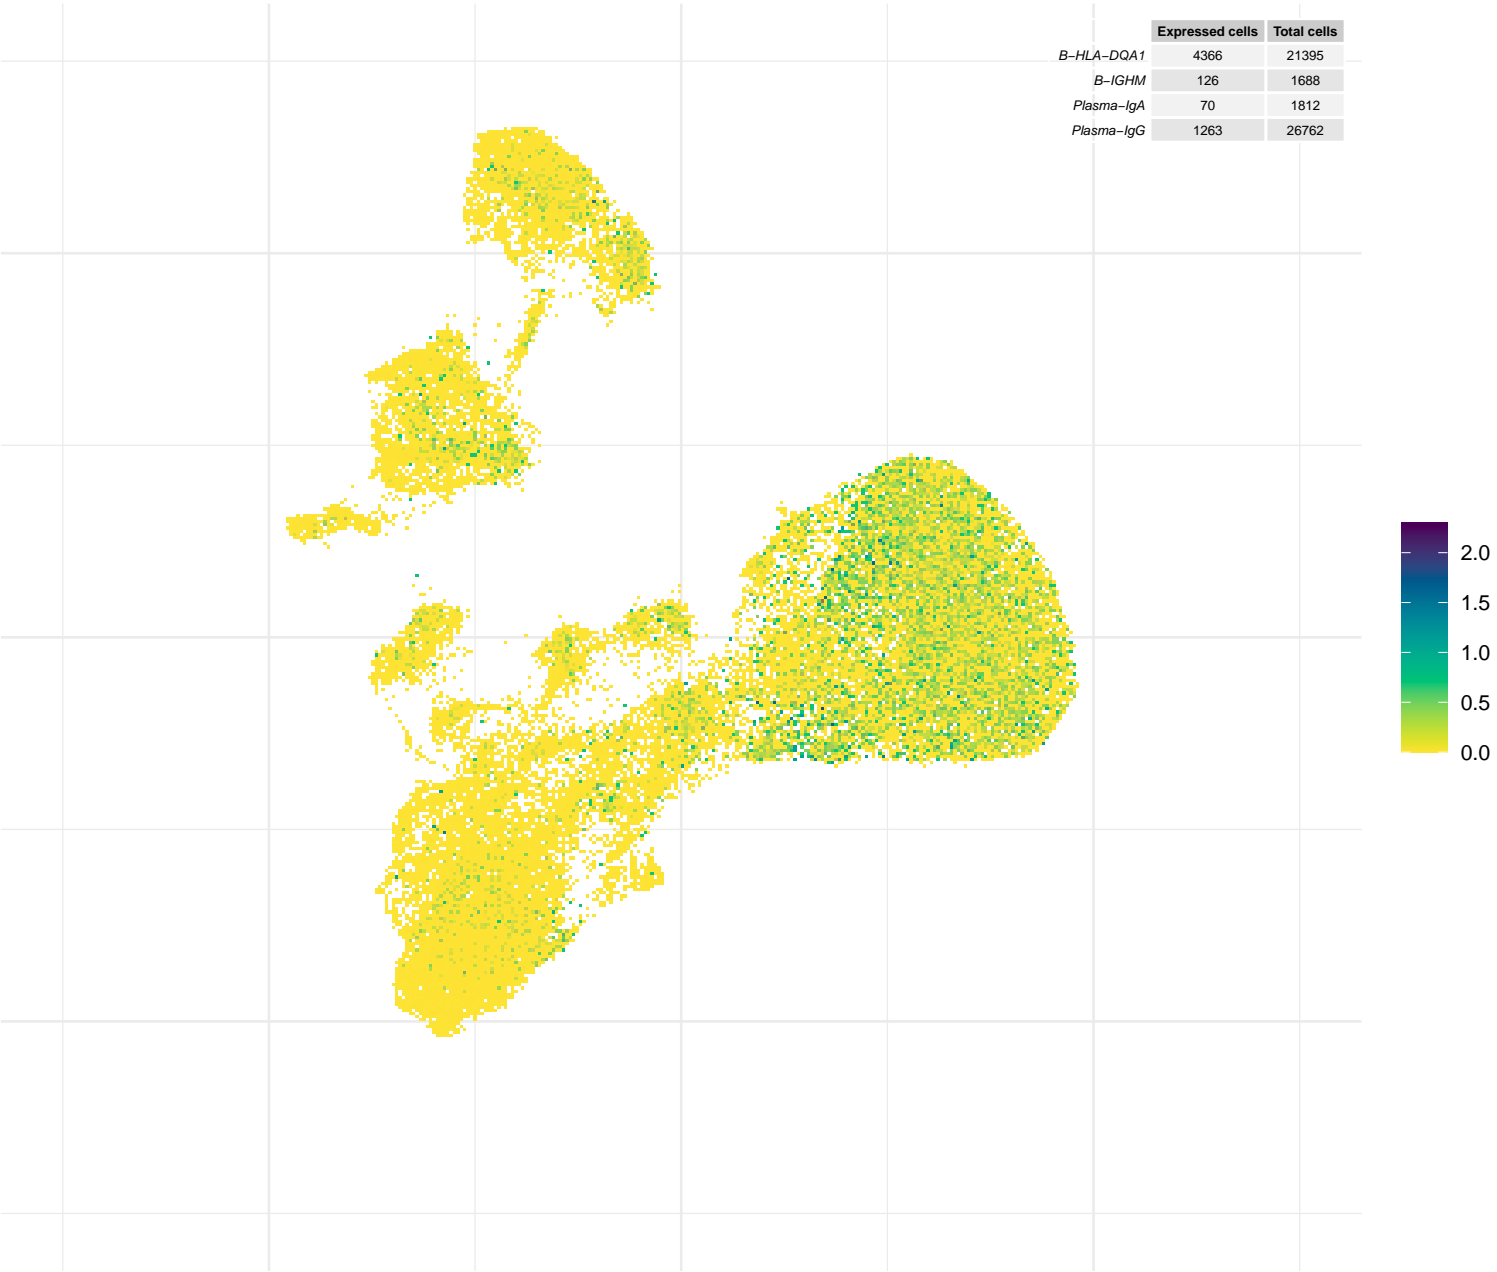 Expressed cells Total cells
B−HLA−DQA1 4366 21395
B−IGHM 126 1688
Plasma−IgA 70 1812
Plasma−IgG 1263 26762
2.0
1.5
1.0
0.5
0.0